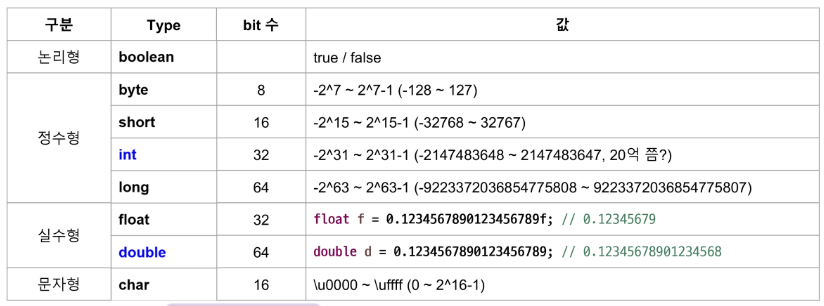 구분 Type bit 수 값
논리형 boolean true / false
정수형 byte 8 -2^7 ~ 2^7-1 (-128 ~ 127)
short 16 -2^15 ~ 2^15-1 (-32768 ~ 32767)
int 32 -2^31 ~ 2^31-1 (-2147483648 ~ 2147483647, 20억 쯤?)
long 64 -2^63 ~ 2^63-1 (-9223372036854775808 ~ 9223372036854775807)
실수형 float 32 float f = 0.1234567890123456789f; // 0.12345679
double 64 double d = 0.1234567890123456789; // 0.12345678901234568
문자형 char 16 \u0000 ~ \uffff (0 ~ 2^16-1)